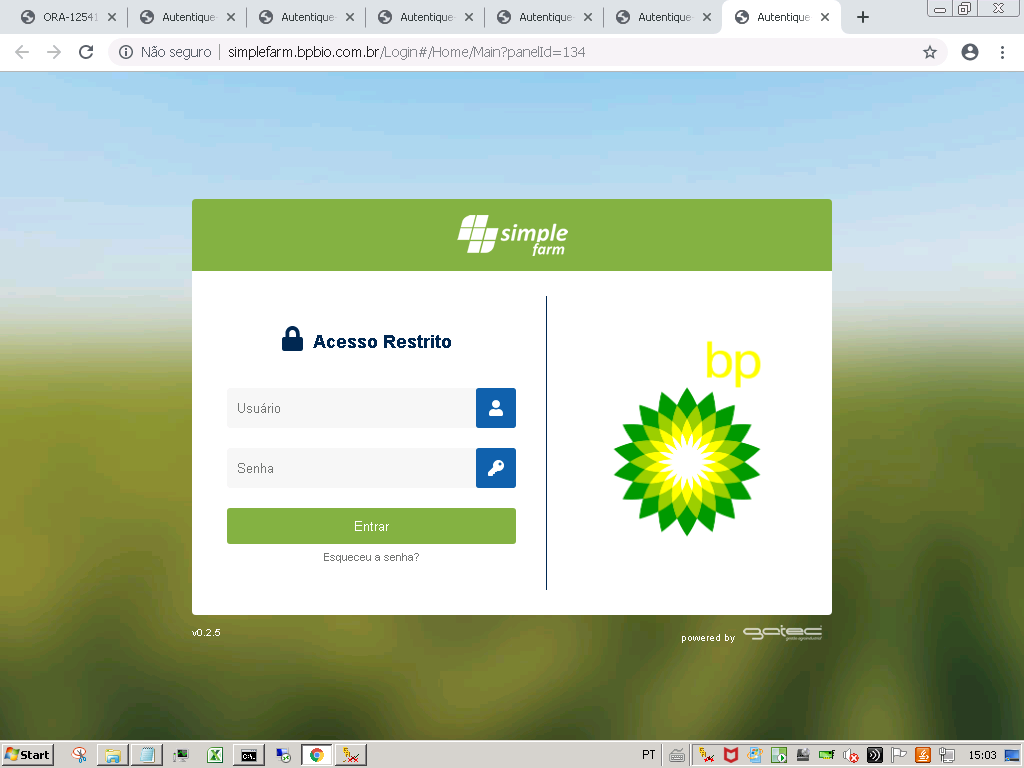 ORA-12541
Autentique
Autentique
Autentique
Autentique
Autentique
Autentique
Não seguro | simplefarm.bpbio.com.br/Login#/Home/Main?panelId=134
simple
farm
Acesso Restrito
bp
Usuário
Senha
Entrar
Esqueceu a senha?
v0.2.5
powered by gatec
Start
PT
15:03